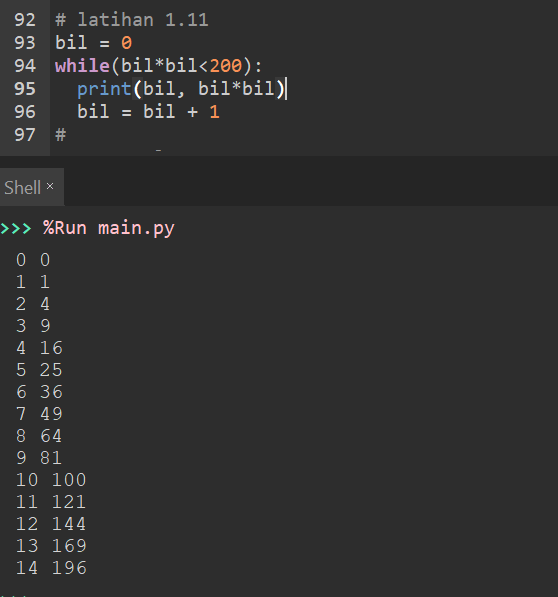 92 # latihan 1.11
93 bil = 0
94 while(bil*bil<200):
95 print(bil, bil*bil)
96 bil = bil + 1
97 #
Shell ×
>>> %Run main.py
0 0
1 1
2 4
3 9
4 16
5 25
6 36
7 49
8 64
9 81
10 100
11 121
12 144
13 169
14 196